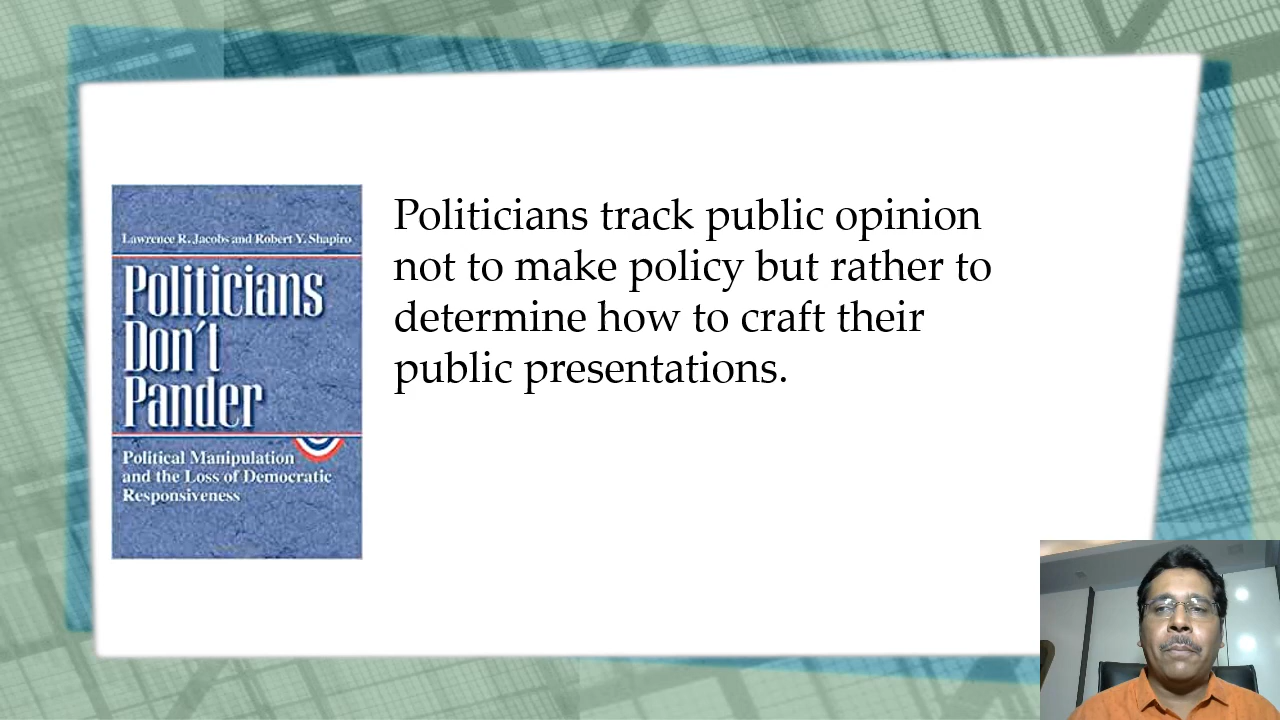 Lawrence R. Jacobs and Robert Y. Shapiro
Politicians
Don't
Pander
Political Manipulation
and the Loss of Democratic
Responsiveness
Politicians track public opinion
not to make policy but rather to
determine how to craft their
public presentations.